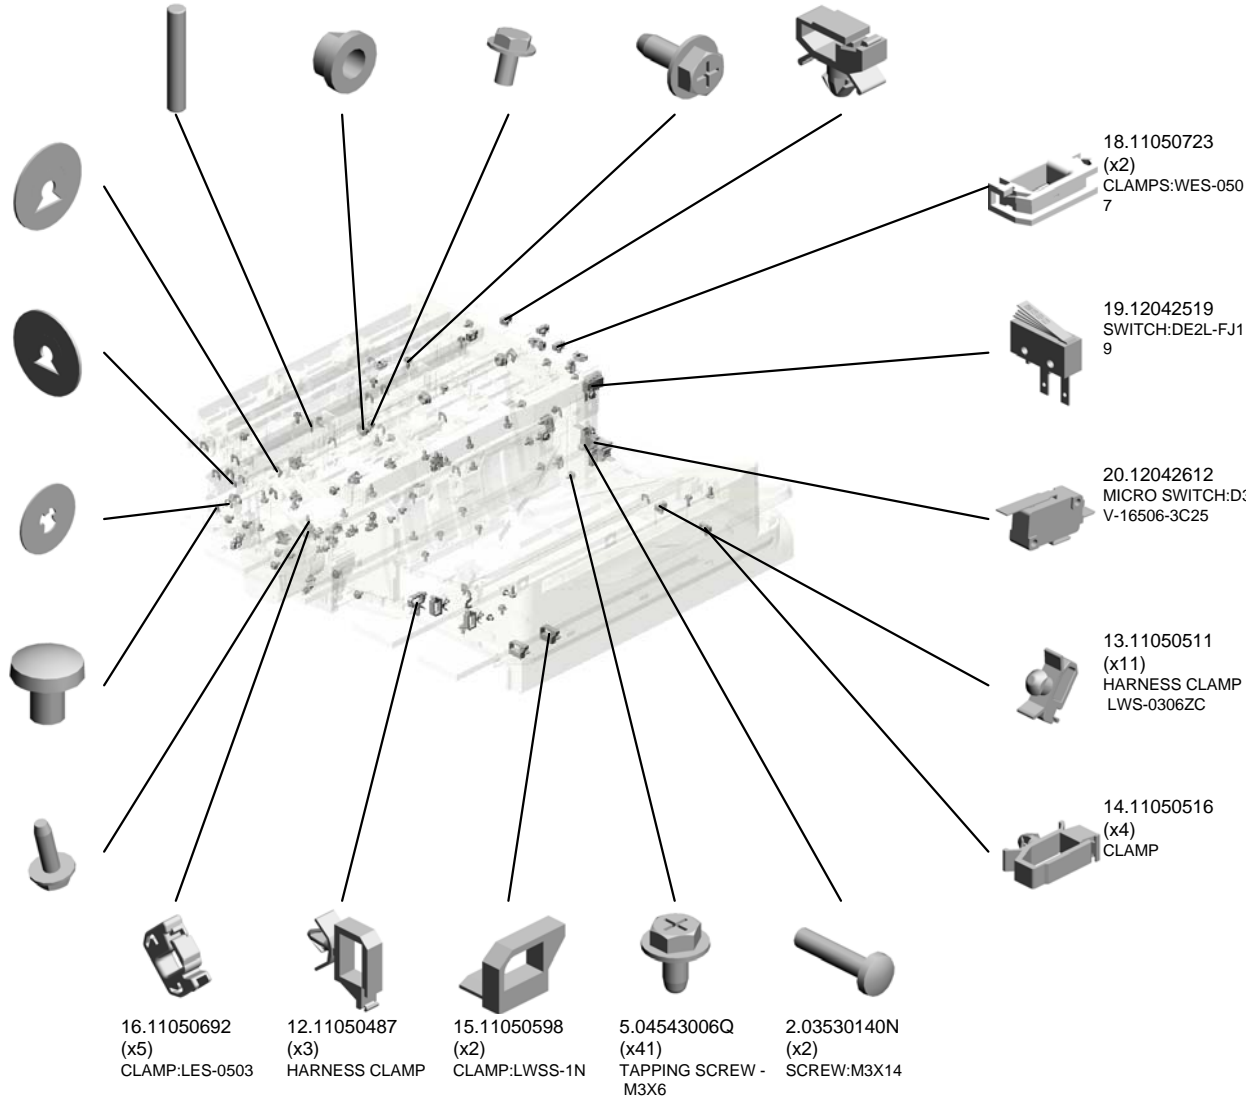 18.11050723
(x2)
CLAMPS:WES-050
7
19.12042519
SWITCH:DE2L-FJ1
9
20.12042612
MICRO SWITCH:D3
V-16506-3C25
13.11050511
(x11)
HARNESS CLAMP
LWS-0306ZC
14.11050516
(x4)
CLAMP
16.11050692
(x5)
CLAMP:LES-0503
12.11050487
(x3)
HARNESS CLAMP
15.11050598
(x2)
CLAMP:LWSS-1N
5.04543006Q
(x41)
TAPPING SCREW -
M3X6
2.03530140N
(x2)
SCREW:M3X14